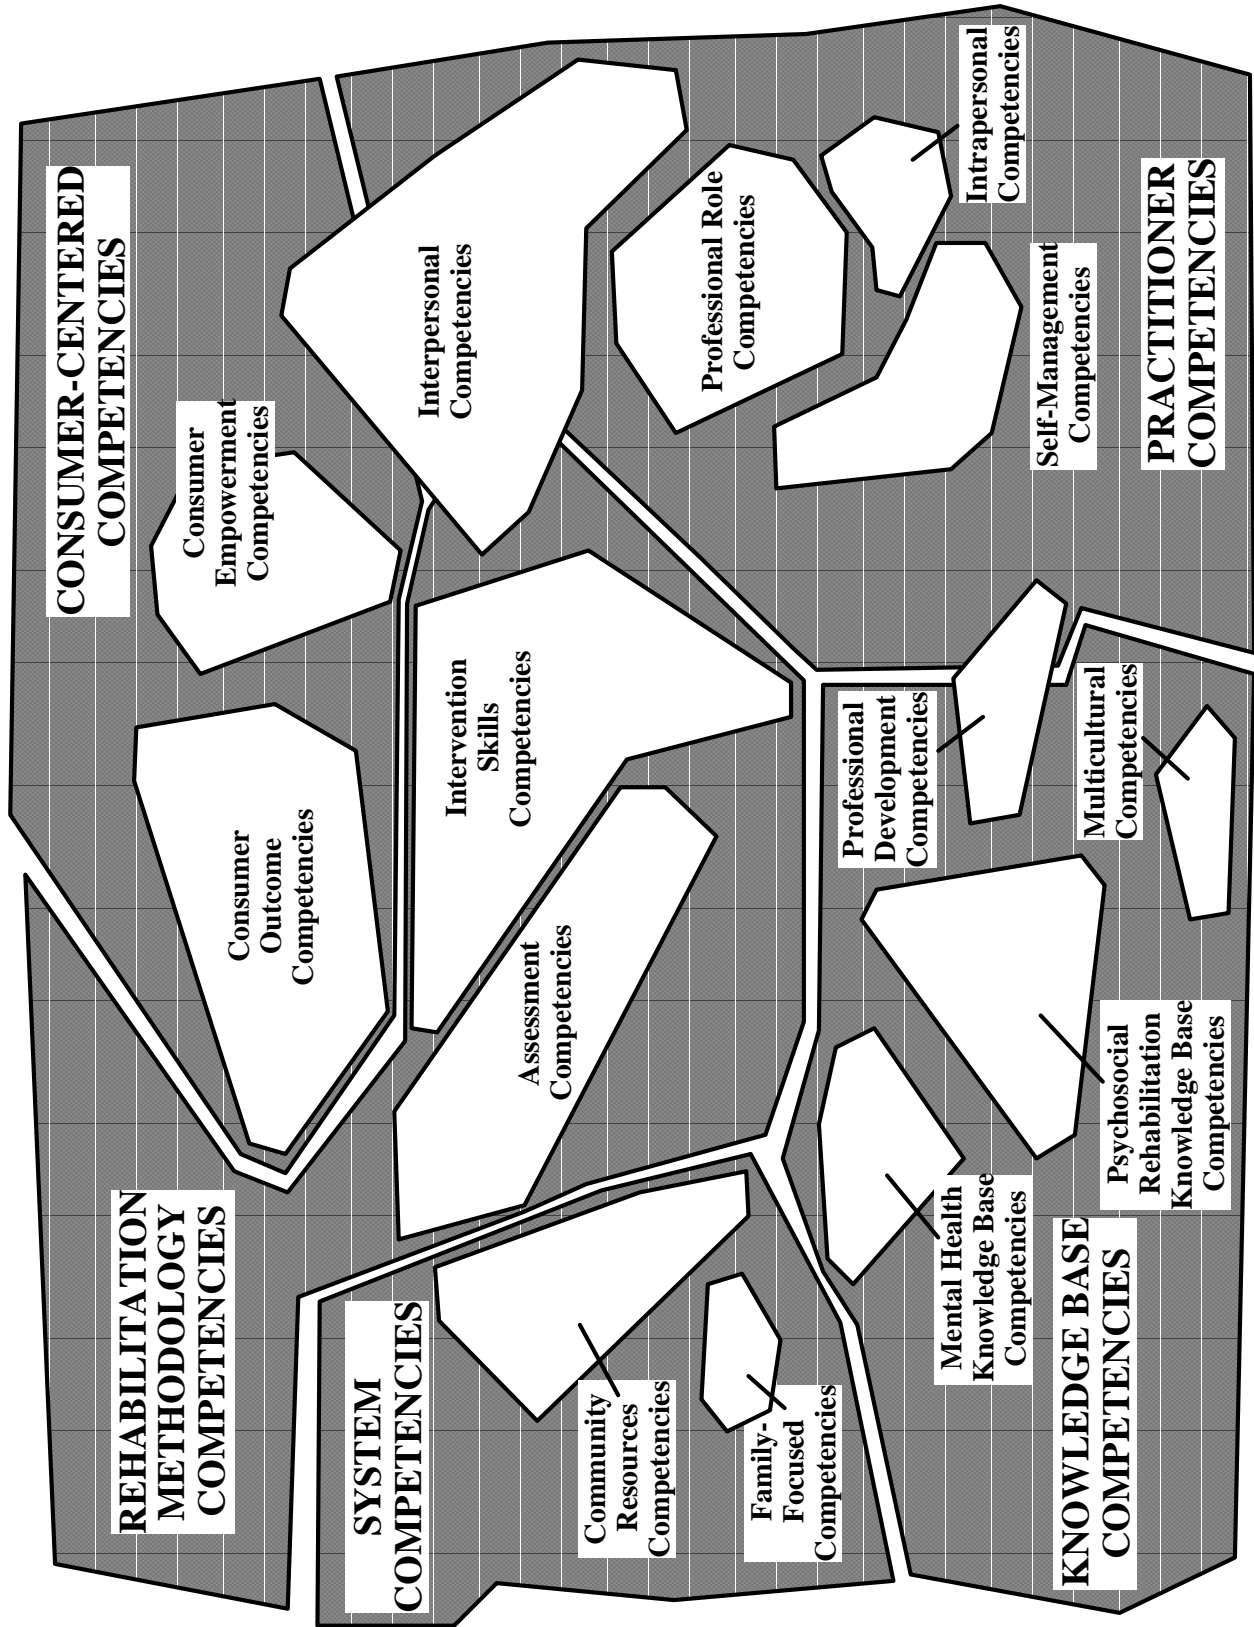 REHABILITATION
METHODOLOGY
COMPETENCIES
CONSUMER-CENTERED
COMPETENCIES
Consumer
Outcome
Competencies
Consumer
Empowerment
Competencies
SYSTEM
COMPETENCIES
Assessment
Competencies
Intervention
Skills
Competencies
Interpersonal
Competencies
Community
Resources
Competencies
Family-
Focused
Competencies
Professional Role
Competencies
Mental Health
Knowledge Base
Competencies
Professional
Development
Competencies
Intrapersonal
Competencies
Self-Management
Competencies
KNOWLEDGE BASE
COMPETENCIES
Psychosocial
Rehabilitation
Knowledge Base
Competencies
Multicultural
Competencies
PRACTITIONER
COMPETENCIES